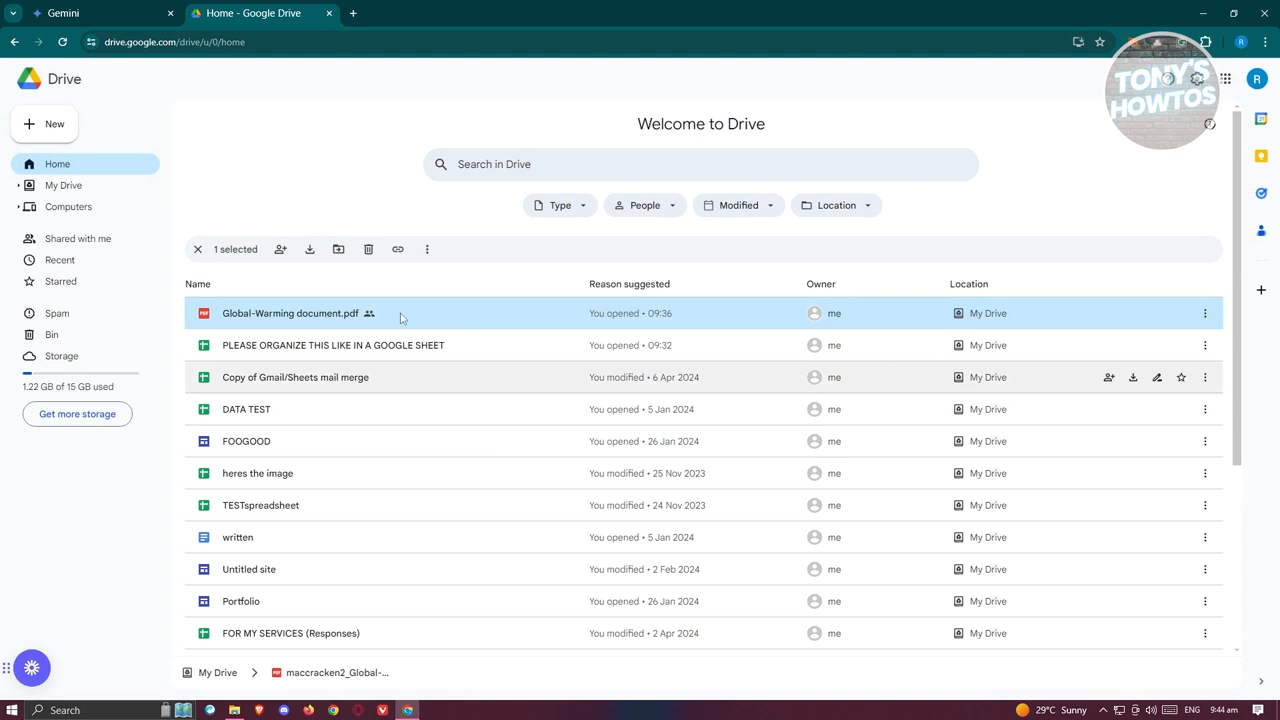 Gemini
Home - Google Drive
drive.google.com/drive/u/0/home
R
TONY'S
HOWTOS
Drive
R
New
Welcome to Drive
Search in Drive
Home
My Drive
Computers
Type
People
Modified
Location
Shared with me
Recent
Starred
1 selected
Name
Reason suggested
Owner
Location
Spam
Bin
Storage
1.22 GB of 15 GB used
Get more storage
PDF
Global-Warming document.pdf
You opened • 09:36
me
My Drive
PLEASE ORGANIZE THIS LIKE IN A GOOGLE SHEET
You opened • 09:32
me
My Drive
Copy of Gmail/Sheets mail merge
You modified • 6 Apr 2024
me
My Drive
DATA TEST
You opened • 5 Jan 2024
me
My Drive
FOOGOOD
You opened • 26 Jan 2024
me
My Drive
heres the image
You modified • 25 Nov 2023
me
My Drive
TESTspreadsheet
You modified • 24 Nov 2023
me
My Drive
written
You opened • 5 Jan 2024
me
My Drive
Untitled site
You modified • 2 Feb 2024
me
My Drive
Portfolio
You opened • 26 Jan 2024
me
My Drive
FOR MY SERVICES (Responses)
You modified • 2 Apr 2024
me
My Drive
My Drive
PDF
maccracken2_Global-...
Search
29°C Sunny
ENG
9:44 am